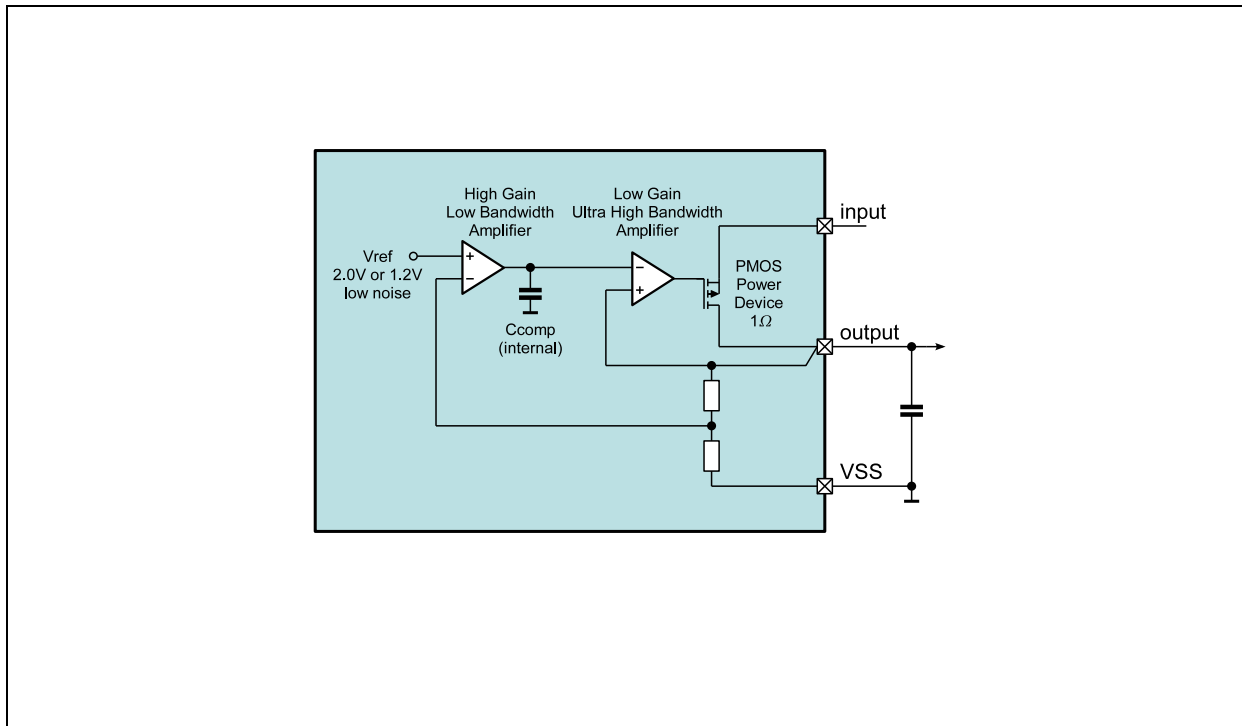 High Gain
Low Bandwidth
Amplifier
Low Gain
Ultra High Bandwidth
Amplifier
input
Vref
2.0V or 1.2V
low noise
+
−
−
+
PMOS
Power
Device
1Ω
Ccomp
(internal)
output
VSS